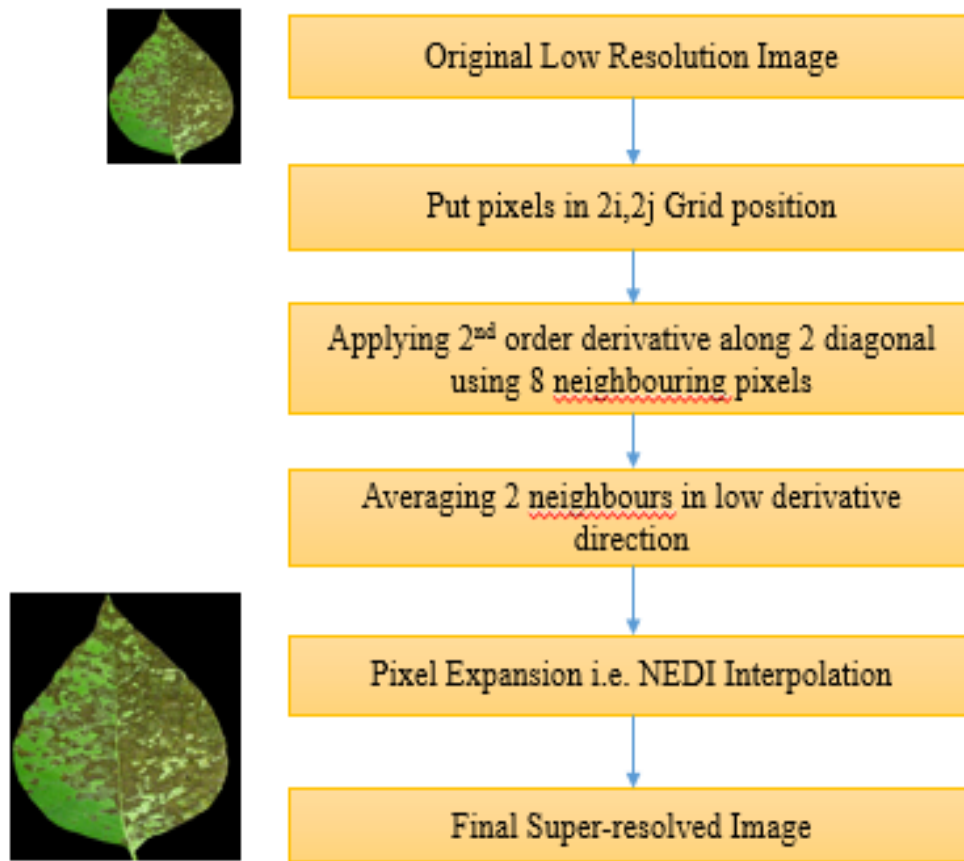 Original Low Resolution Image
Put pixels in 2i,2j Grid position
Applying 2nd order derivative along 2 diagonal
using 8 neighbouring pixels
Averaging 2 neighbours in low derivative
direction
Pixel Expansion i.e. NEDI Interpolation
Final Super-resolved Image